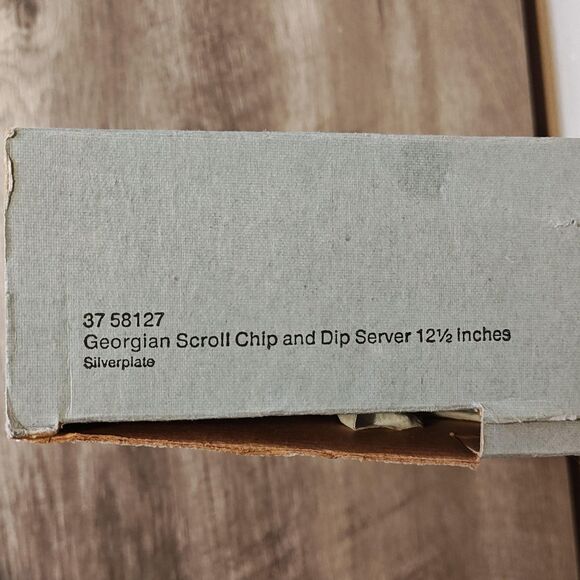 37 58127
Georgian Scroll Chip and Dip Server 12½ inches
Silverplate